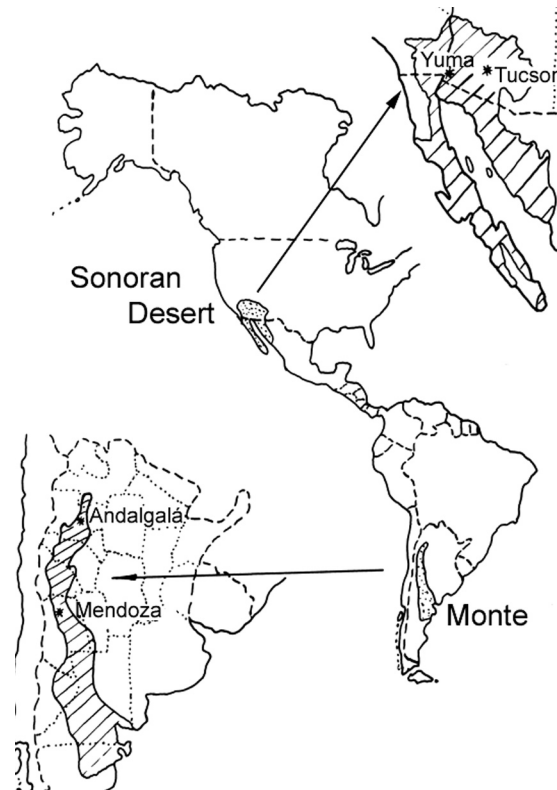 Yuma
Tucson
Sonoran
Desert
Andalgalá
Mendoza
Monte